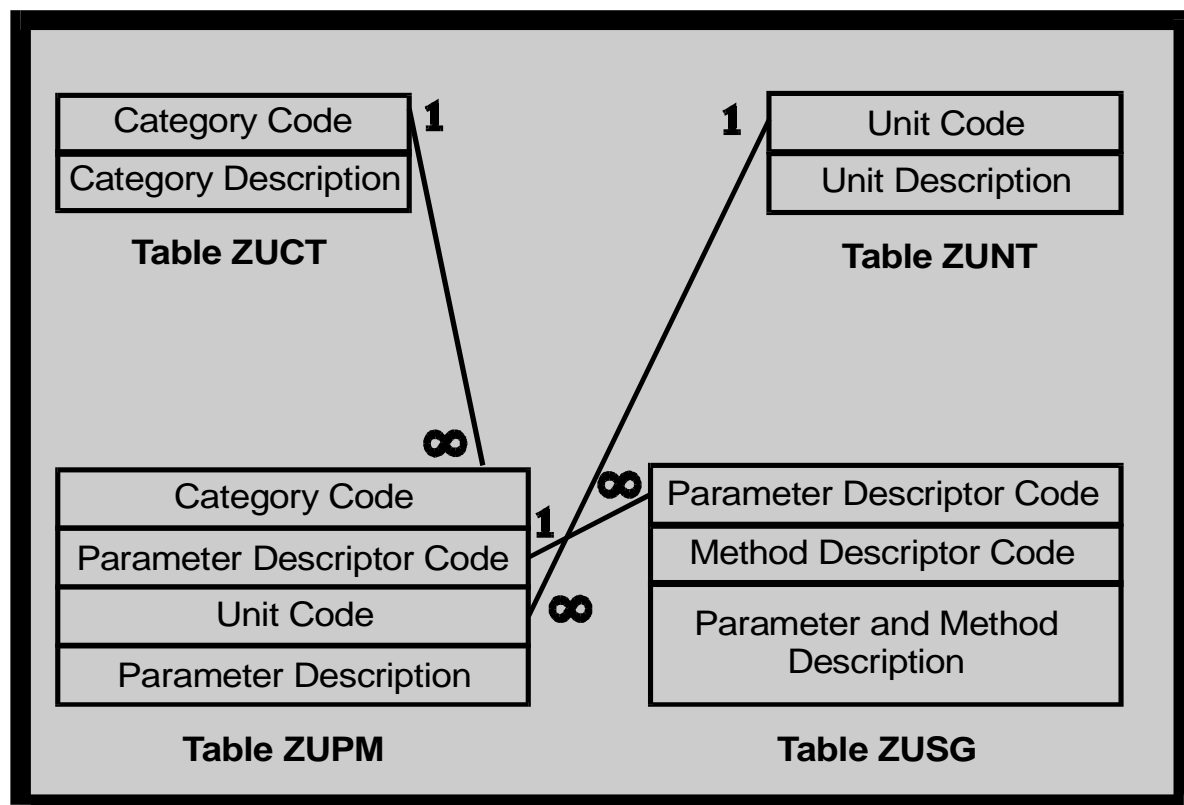 Category Code
Category Description
Table ZUCT
1
1
Unit Code
Unit Description
Table ZUNT
∞
Category Code
Parameter Descriptor Code
Unit Code
Parameter Description
Table ZUPM
1
∞
∞
Parameter Descriptor Code
Method Descriptor Code
Parameter and Method
Description
Table ZUSG